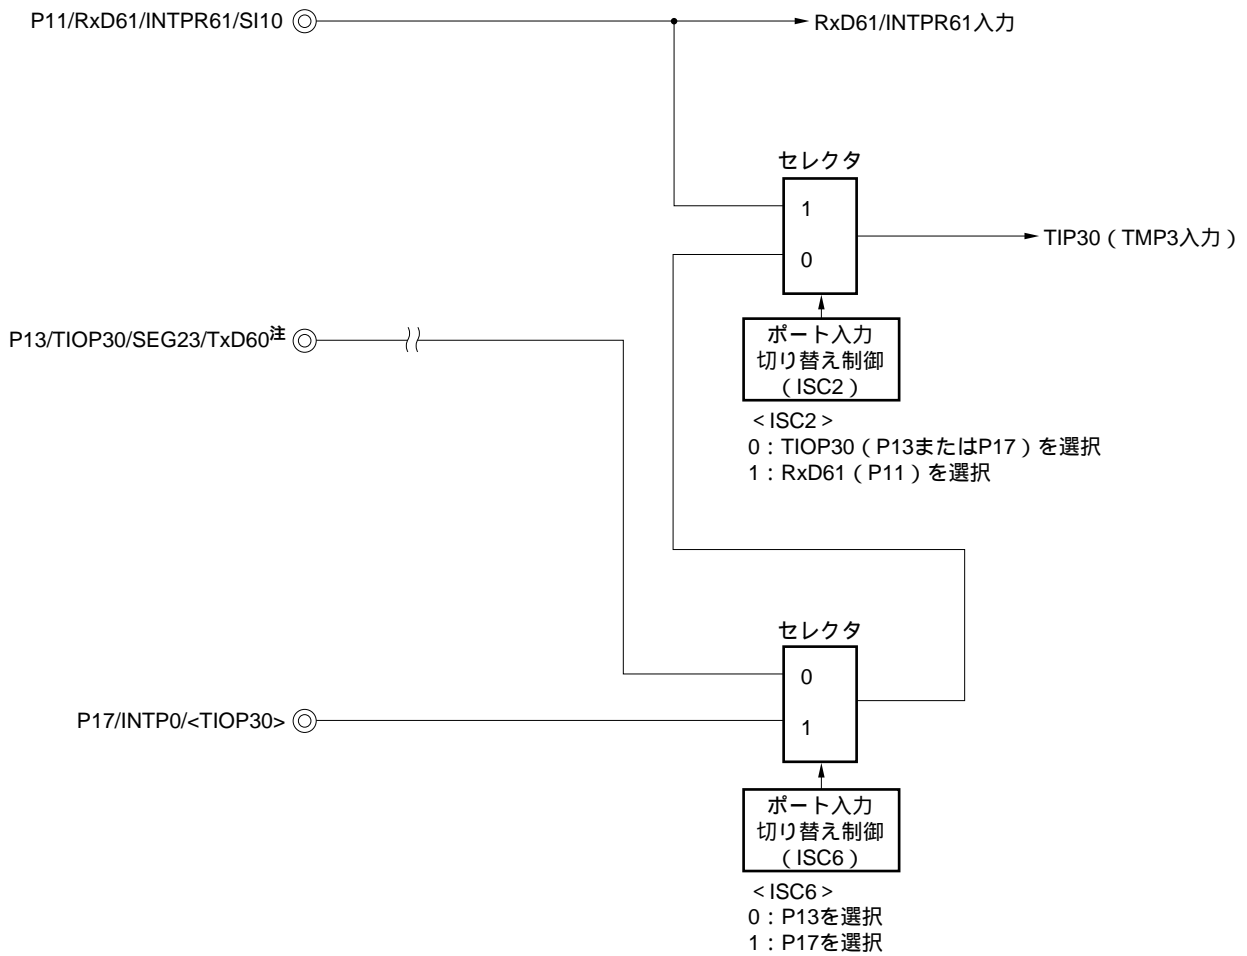 P11/RxD61/INTPR61/SI10
RxD61/INTPR61入力
セレクタ
1
0
TIP30（TMP3入力）
P13/TIOP30/SEG23/TxD60注
ポート入力
切り替え制御
（ISC2）
＜ISC2＞
0：TIOP30（P13またはP17）を選択
1：RxD61（P11）を選択
セレクタ
0
1
P17/INTP0/<TIOP30>
ポート入力
切り替え制御
（ISC6）
＜ISC6＞
0：P13を選択
1：P17を選択